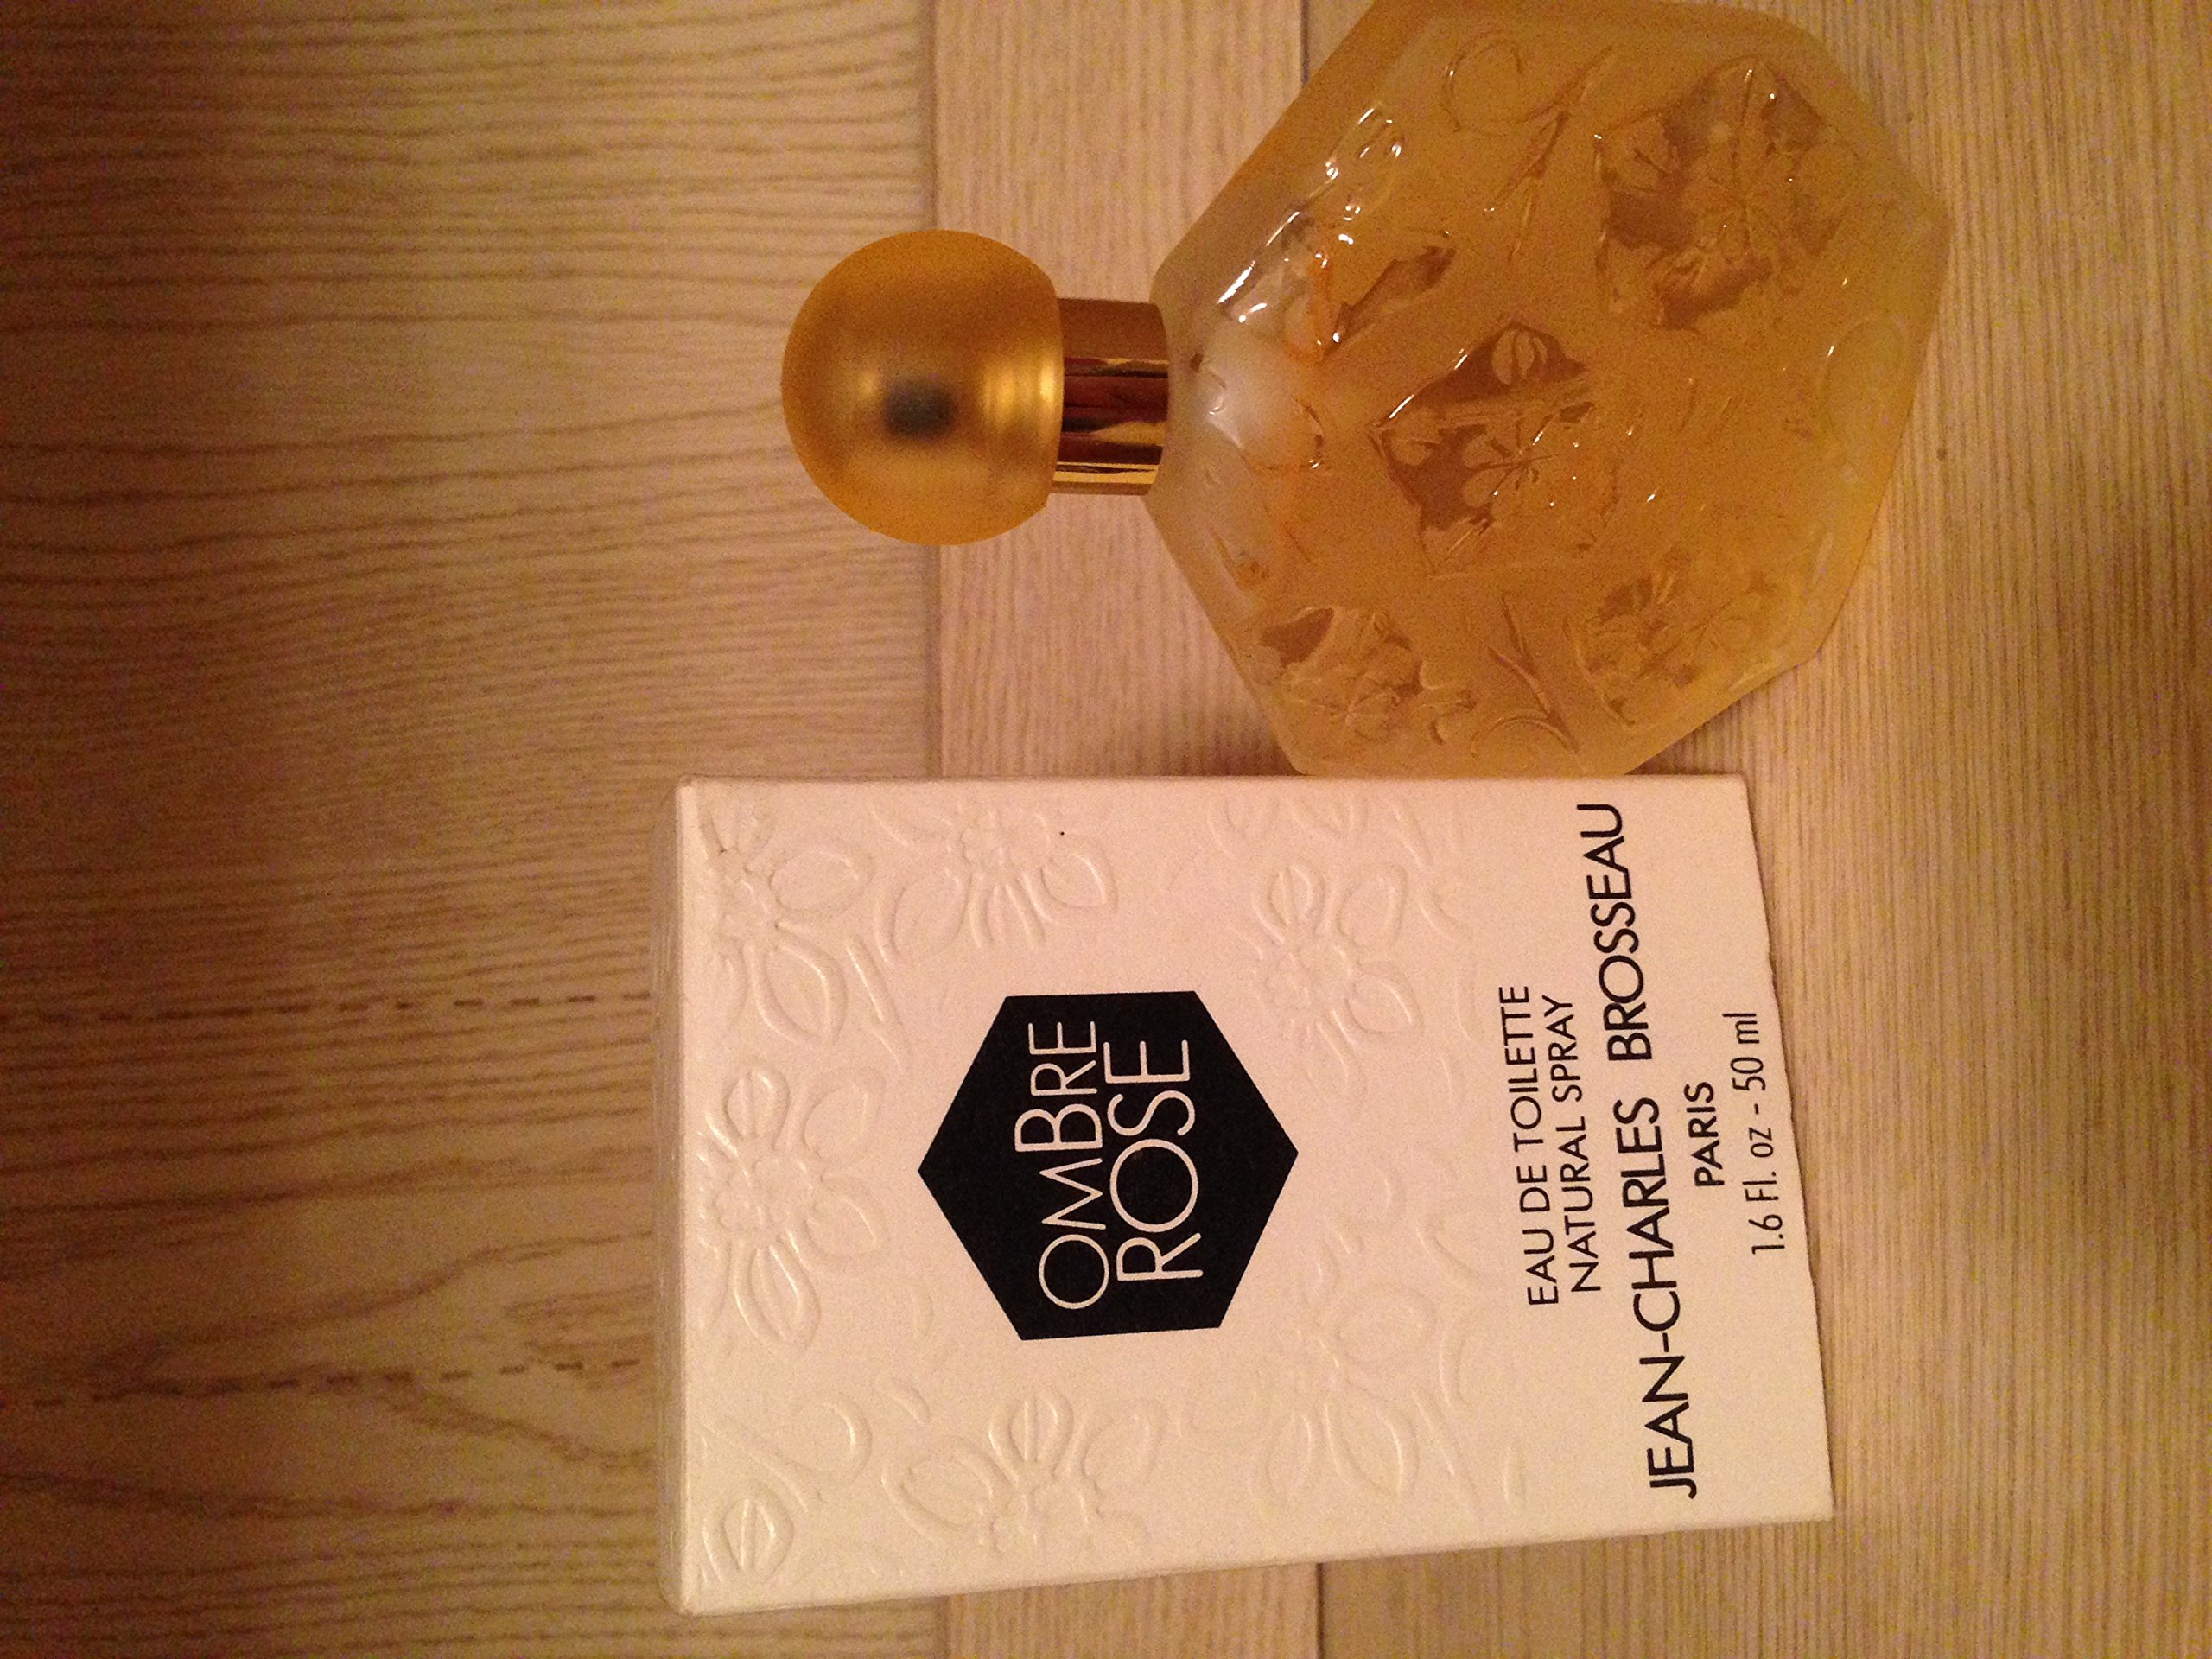 OMBRE
ROSE
EAU DE TOILETTE
NATURAL SPRAY
JEAN-CHARLES BROSSEAU
PARIS
1.6 Fl. oz - 50 ml